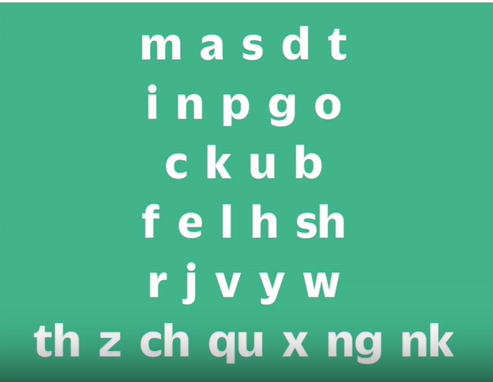 m a s d t
i n p g o
c k u b
f e l h sh
r j v y w
th z ch qu x ng nk